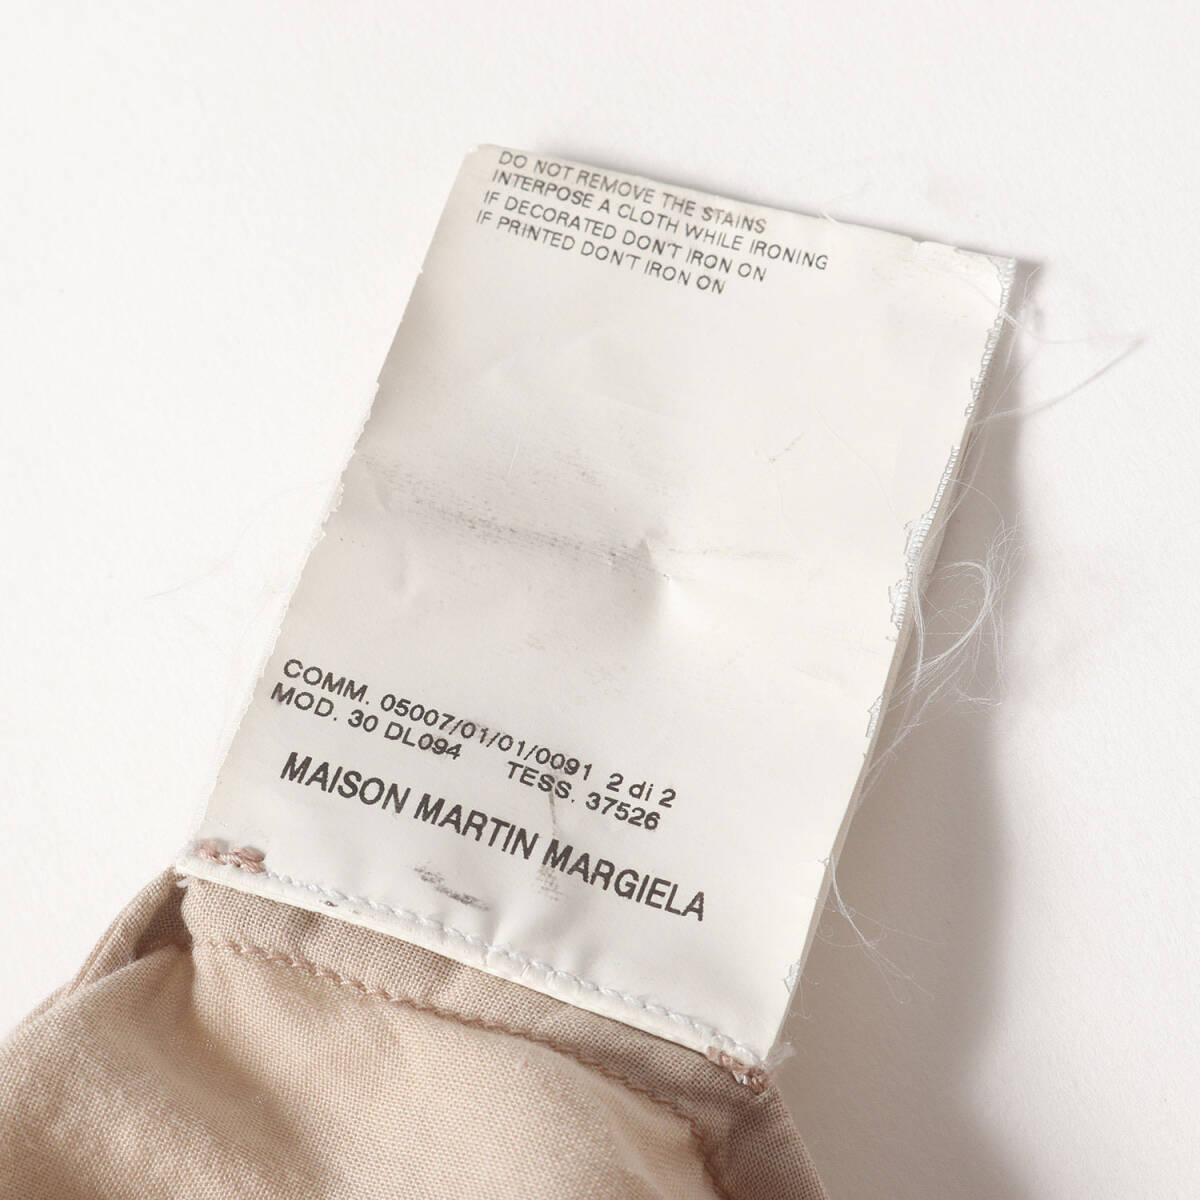 DO NOT REMOVE THE STAINS
INTERPOSE A CLOTH WHILE IRONING
IF DECORATED DON'T IRON ON
IF PRINTED DON'T IRON ON
COMM. 05007/01/01/0091 2 di 2
MOD. 30 DL094 TESS. 37526
MAISON MARTIN MARGIELA